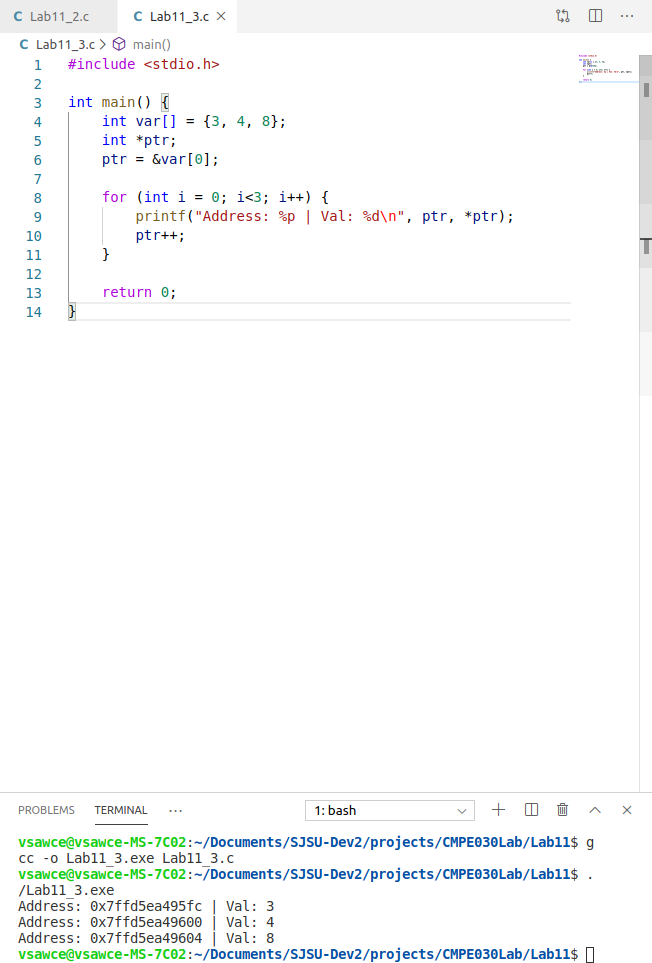 C Lab11_2.c C Lab11_3.c
C Lab11_3.c > main()
1 #include <stdio.h>
2
3 int main() {
4     int var[] = {3, 4, 8};
5     int *ptr;
6     ptr = &var[0];
7
8     for (int i = 0; i<3; i++) {
9         printf("Address: %p | Val: %d\n", ptr, *ptr);
10         ptr++;
11     }
12
13     return 0;
14 }
PROBLEMS TERMINAL ··· 1: bash
vsawce@vsawce-MS-7C02:~/Documents/SJSU-Dev2/projects/CMPE030Lab/Lab11$ g
cc -o Lab11_3.exe Lab11_3.c
vsawce@vsawce-MS-7C02:~/Documents/SJSU-Dev2/projects/CMPE030Lab/Lab11$ .
/Lab11_3.exe
Address: 0x7ffd5ea495fc | Val: 3
Address: 0x7ffd5ea49600 | Val: 4
Address: 0x7ffd5ea49604 | Val: 8
vsawce@vsawce-MS-7C02:~/Documents/SJSU-Dev2/projects/CMPE030Lab/Lab11$